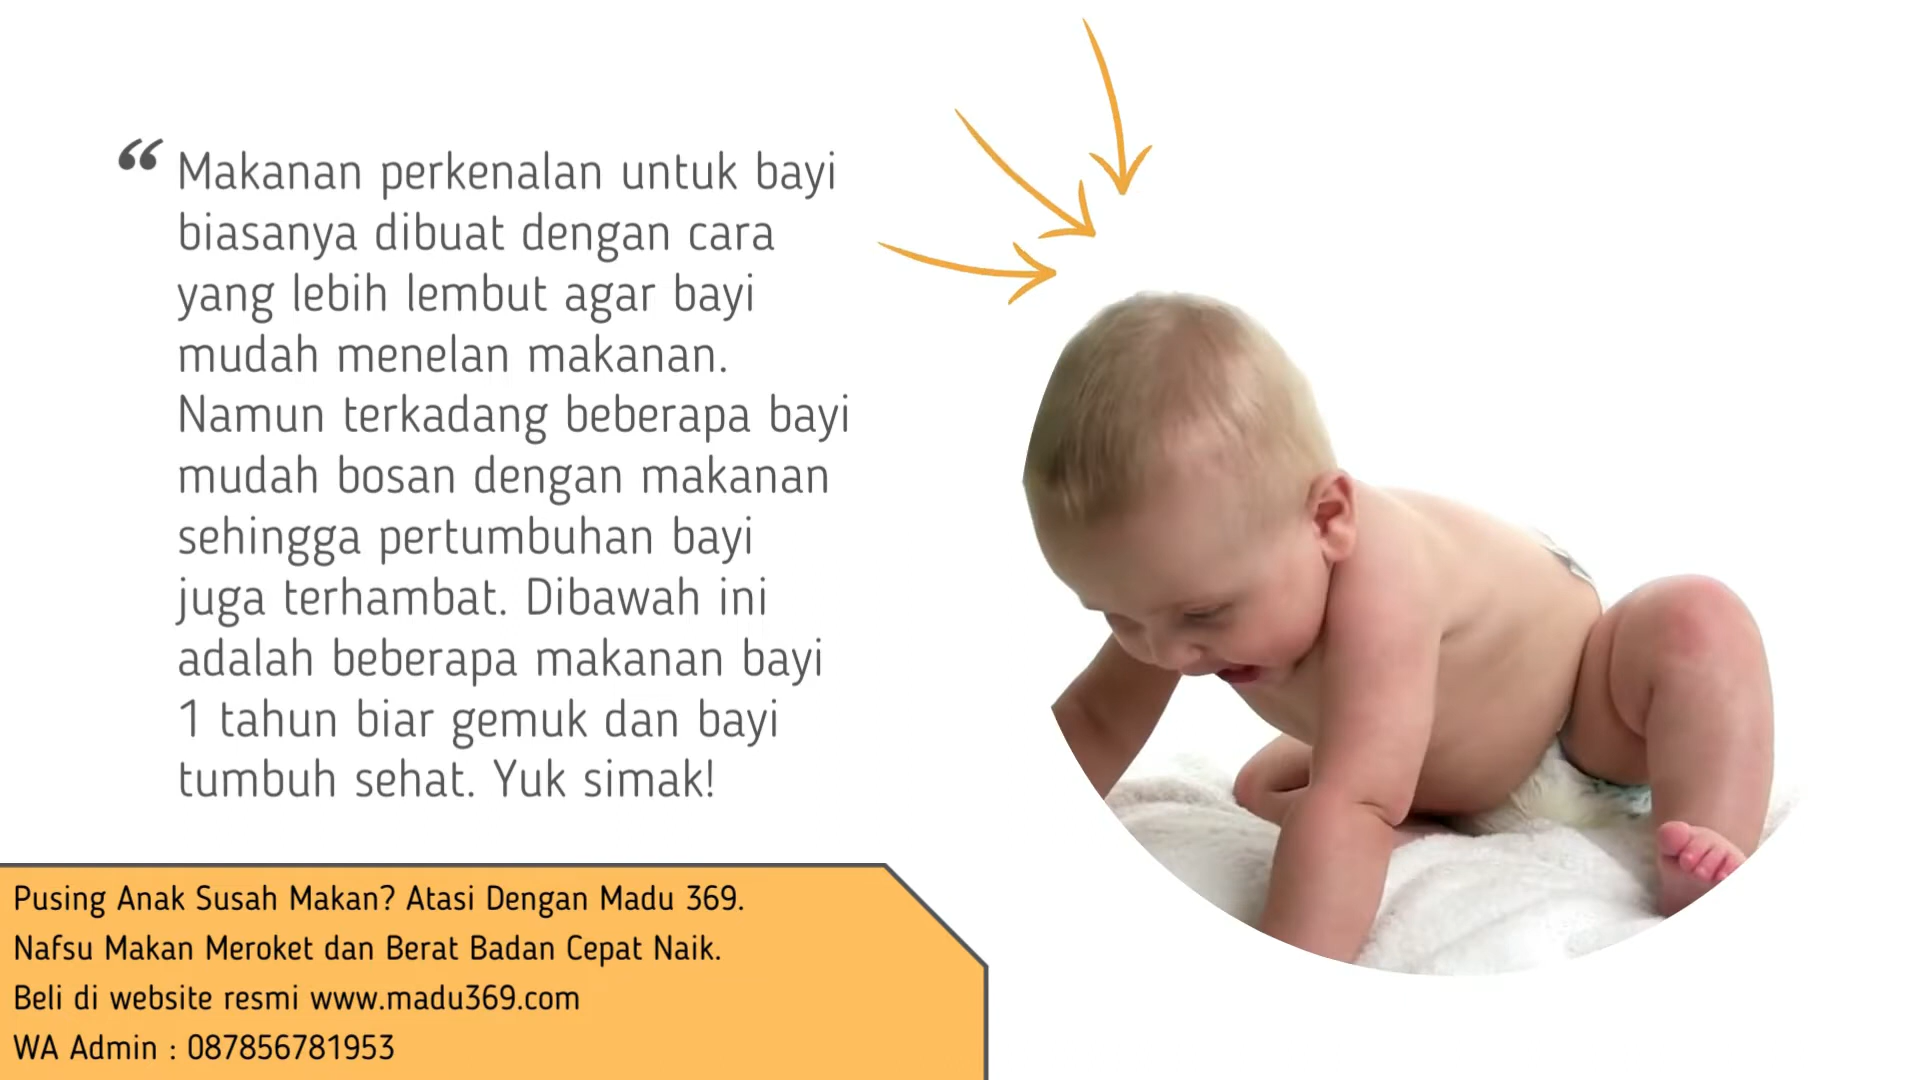 “ Makanan perkenalan untuk bayi
biasanya dibuat dengan cara
yang lebih lembut agar bayi
mudah menelan makanan.
Namun terkadang beberapa bayi
mudah bosan dengan makanan
sehingga pertumbuhan bayi
juga terhambat. Dibawah ini
adalah beberapa makanan bayi
1 tahun biar gemuk dan bayi
tumbuh sehat. Yuk simak!
Pusing Anak Susah Makan? Atasi Dengan Madu 369.
Nafsu Makan Meroket dan Berat Badan Cepat Naik.
Beli di website resmi www.madu369.com
WA Admin : 087856781953